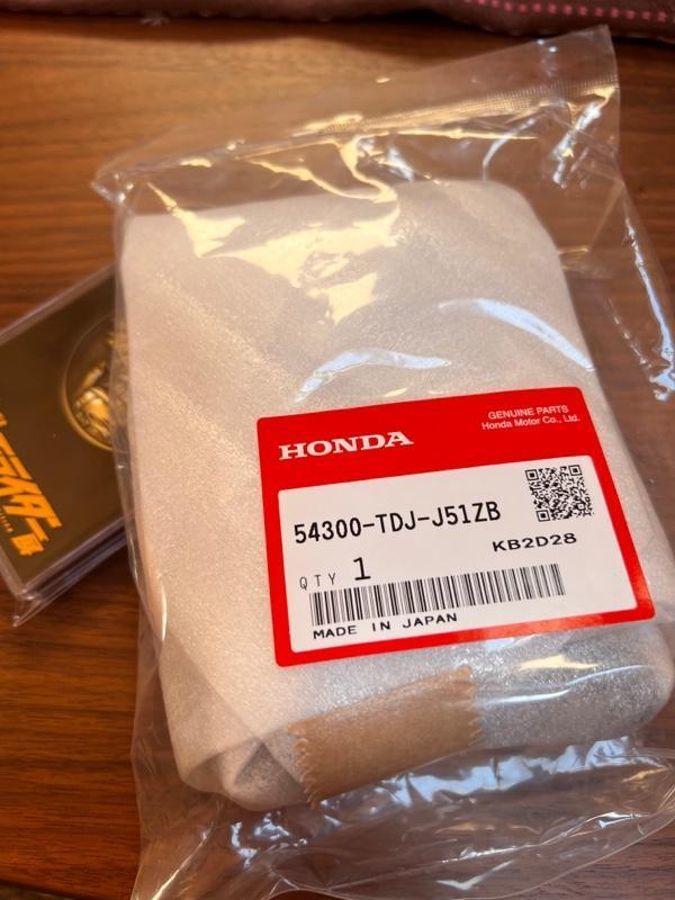 GENUINE PARTS
Honda Motor Co., Ltd.
HONDA
54300-TDJ-J51ZB
KB2D28
QTY 1
MADE IN JAPAN